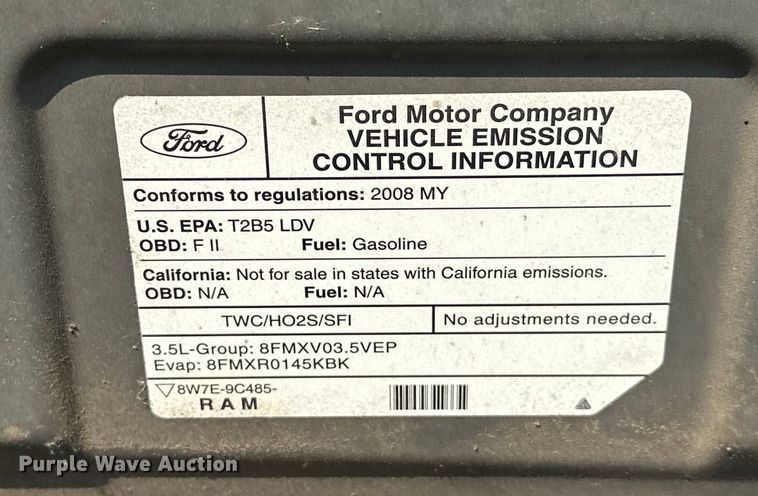 Ford
Ford Motor Company
VEHICLE EMISSION
CONTROL INFORMATION
Conforms to regulations: 2008 MY
U.S. EPA: T2B5 LDV
OBD: F II Fuel: Gasoline
California: Not for sale in states with California emissions.
OBD: N/A Fuel: N/A
TWC/HO2S/SFI No adjustments needed.
3.5L-Group: 8FMXV03.5VEP
Evap: 8FMXR0145KBK
8W7E-9C485-
R A M
Purple Wave Auction